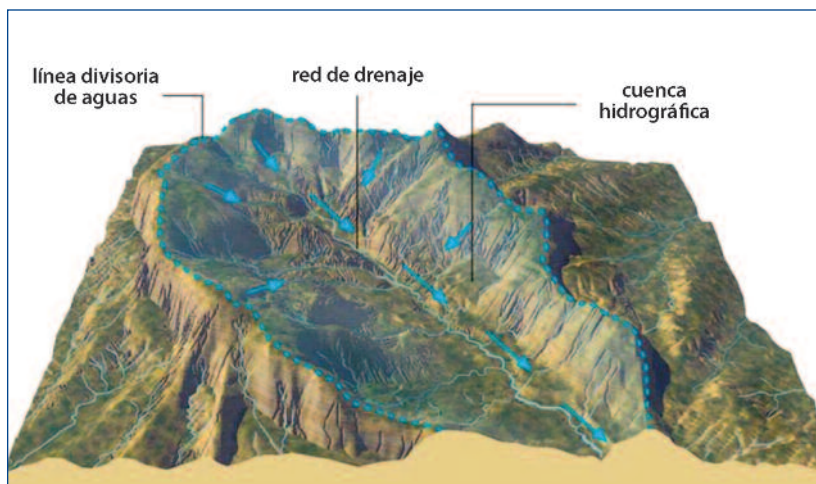 línea divisoria
de aguas
red de drenaje
cuenca
hidrográfica